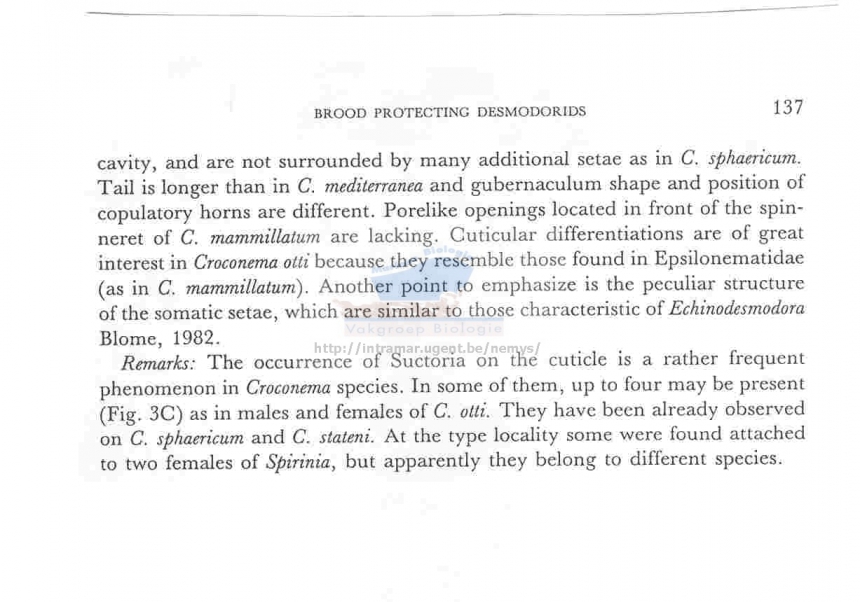 BROOD PROTECTING DESMODORIDS 137
cavity, and are not surrounded by many additional setae as in C. sphaericum.
Tail is longer than in C. mediterranea and gubernaculum shape and position of
copulatory horns are different. Porelike openings located in front of the spin-
neret of C. mammillatum are lacking. Cuticular differentiations are of great
interest in Croconema otti because they resemble those found in Epsilonematidae
(as in C. mammillatum). Another point to emphasize is the peculiar structure
of the somatic setae, which are similar to those characteristic of Echinodesmodora
Blome, 1982.
Vakgroep Biologie
http://intramar.ugent.be/nemys/
Remarks: The occurrence of Suctoria on the cuticle is a rather frequent
phenomenon in Croconema species. In some of them, up to four may be present
(Fig. 3C) as in males and females of C. otti. They have been already observed
on C. sphaericum and C. stateni. At the type locality some were found attached
to two females of Spirinia, but apparently they belong to different species.